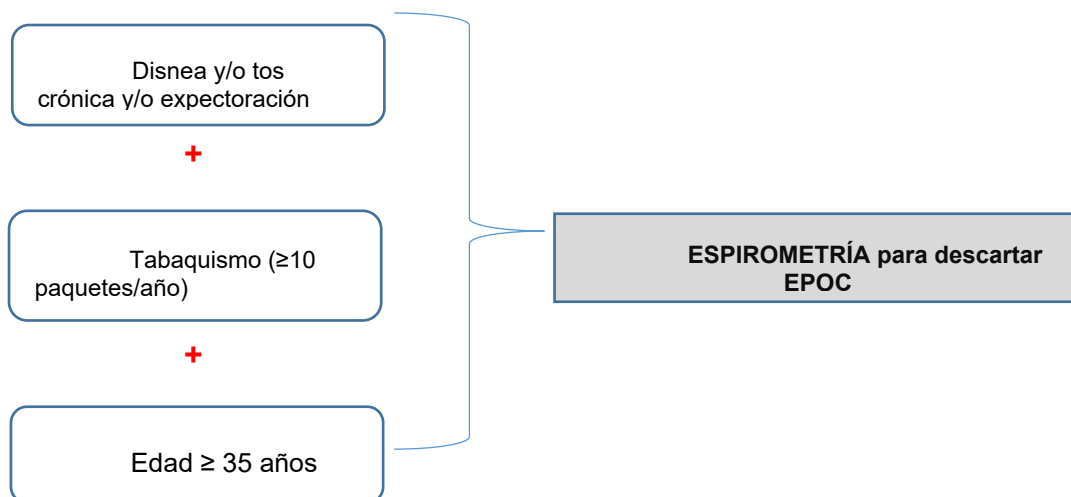 Disnea y/o tos
crónica y/o expectoración
+
Tabaquismo (≥10
paquetes/año)
+
Edad ≥ 35 años
ESPIROMETRÍA para descartar
EPOC